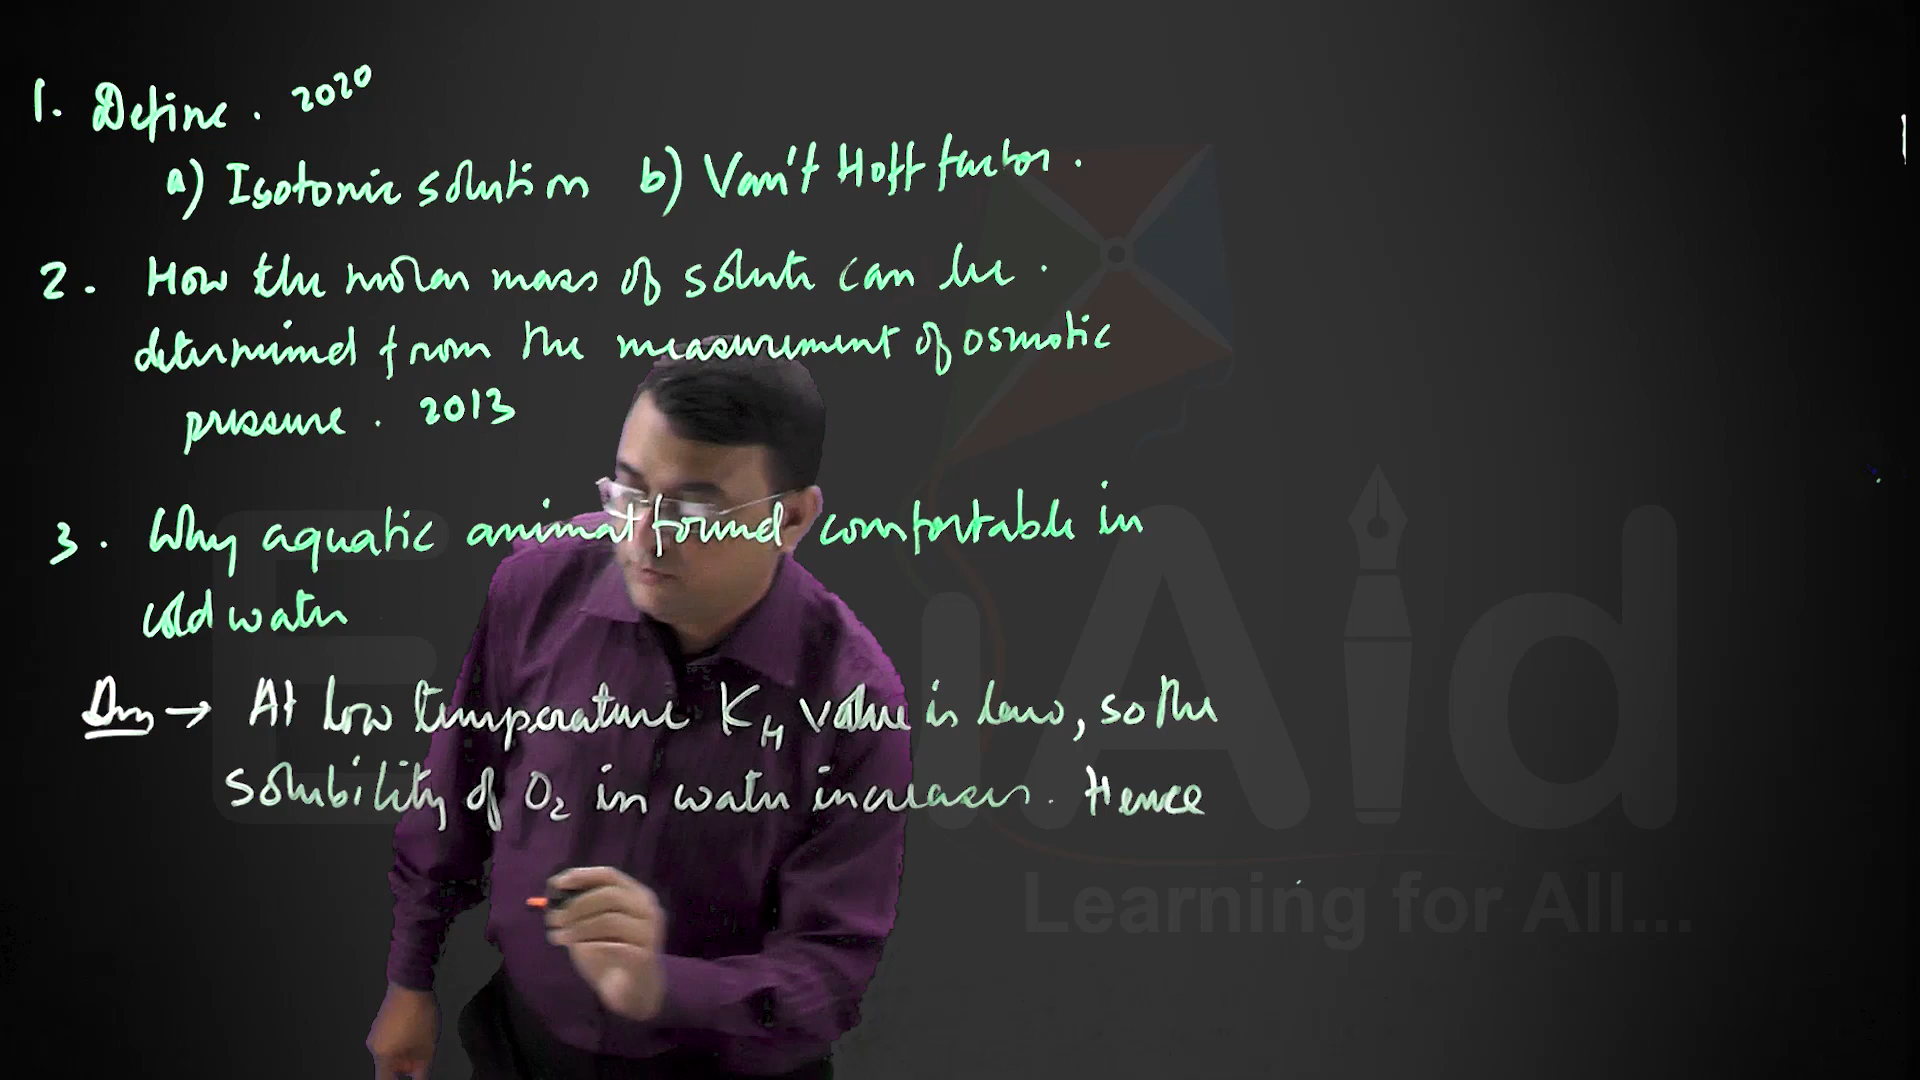 1. Define. 2020
a) Isotonic solution b) Van't Hoff factor.
2. How the molar mass of solute can be.
determined from the measurement of osmotic
pressure. 2013
3. Why aquatic animal found comfortable in
cold water
Ans → At low temperature K_H value is low, so the
solubility of O₂ in water increases. Hence
Learning for All...